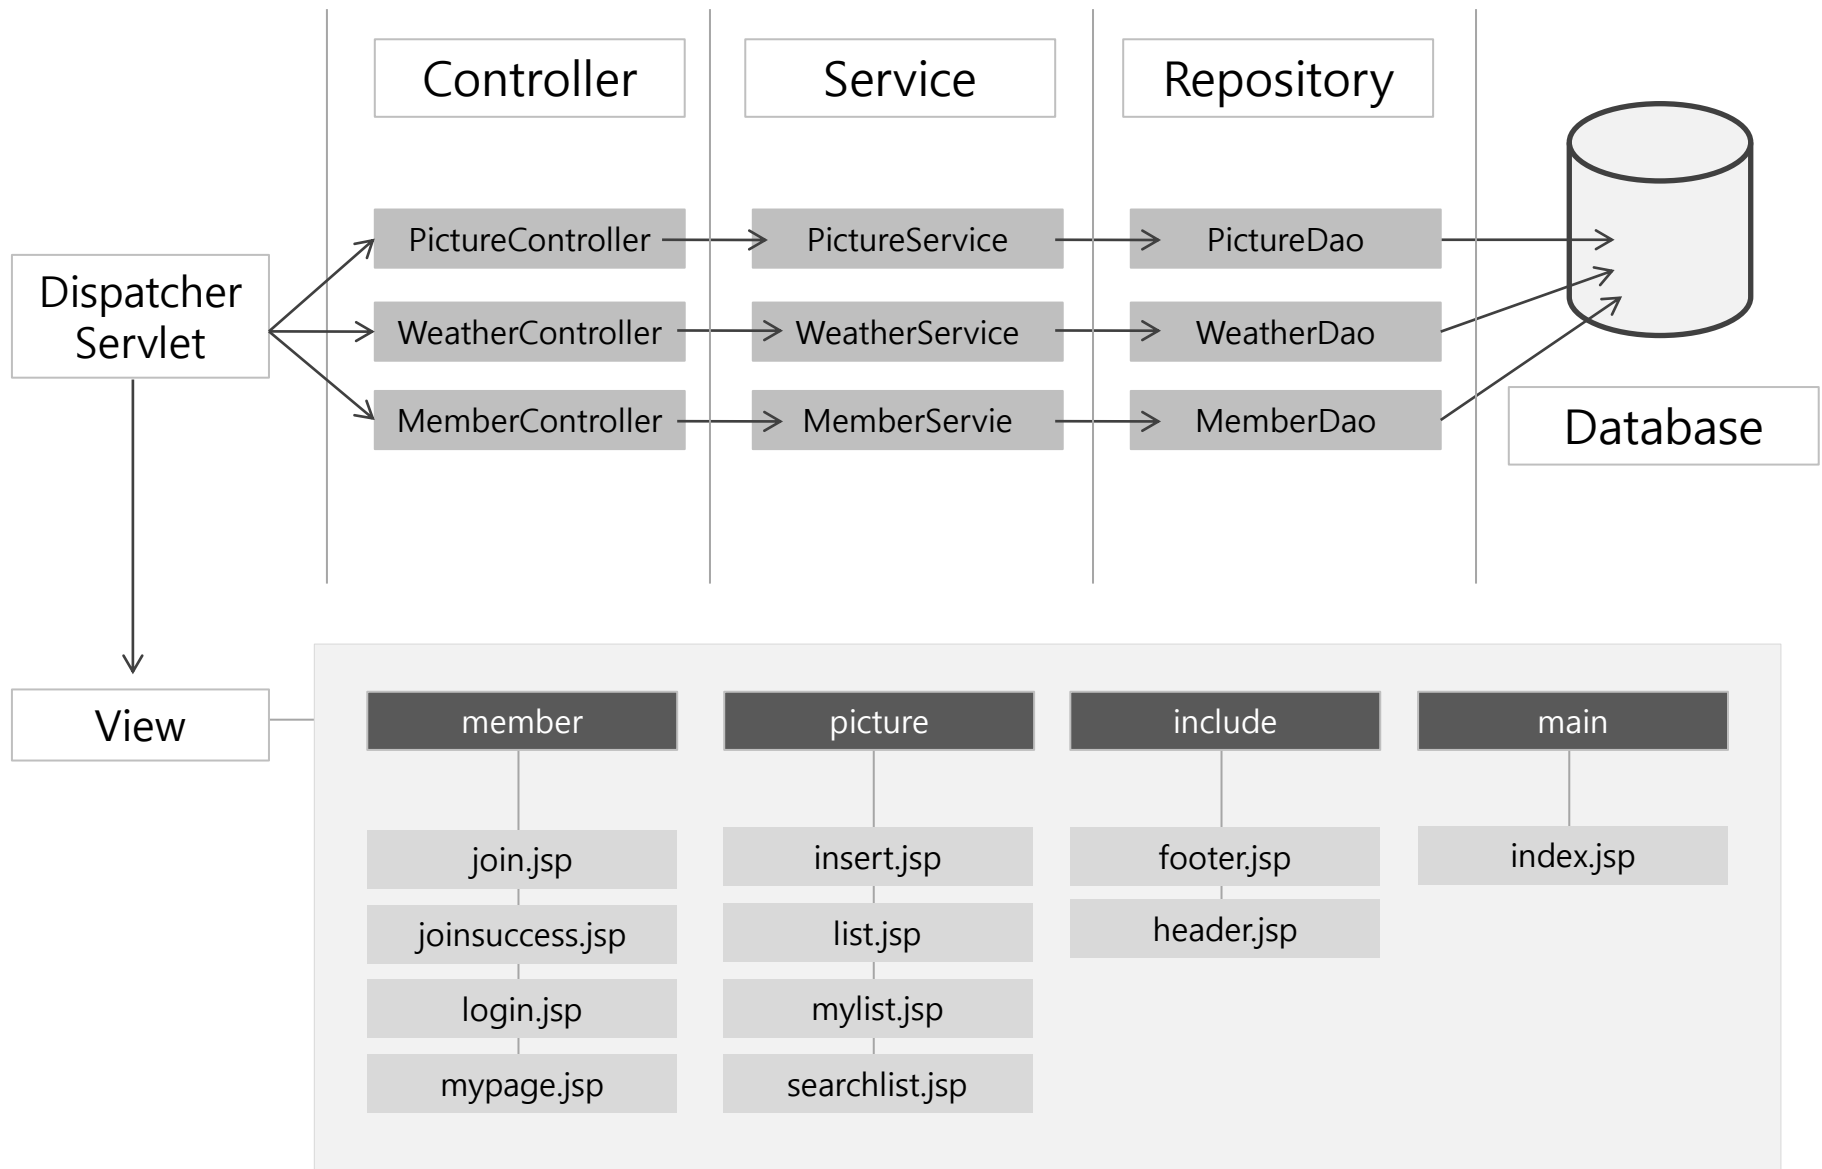 Controller
Service
Repository
PictureController
PictureService
PictureDao
Dispatcher
Servlet
WeatherController
WeatherService
WeatherDao
MemberController
MemberServie
MemberDao
Database
View
member
picture
include
main
join.jsp
insert.jsp
footer.jsp
index.jsp
joinsuccess.jsp
list.jsp
header.jsp
login.jsp
mylist.jsp
mypage.jsp
searchlist.jsp